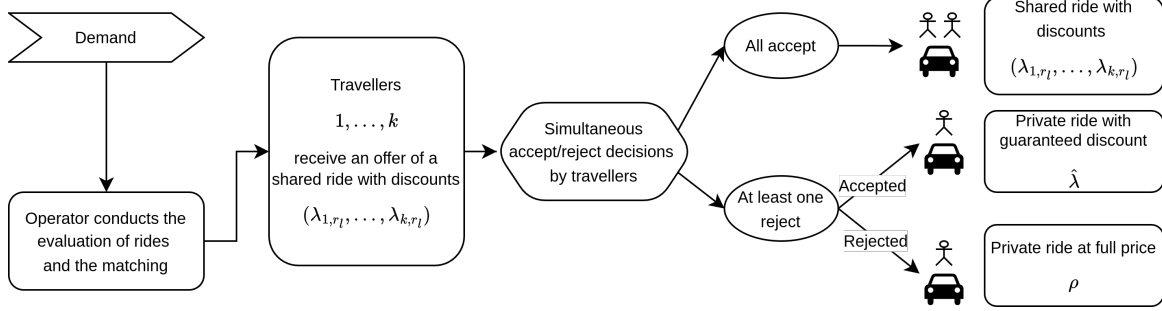 Demand
Operator conducts the
evaluation of rides
and the matching
Travellers
1, . . . , k
receive an offer of a
shared ride with discounts
(λ₁,ᵣₗ, . . . , λₖ,ᵣₗ)
Simultaneous
accept/reject decisions
by travellers
All accept
At least one
reject
Accepted
Rejected
Shared ride with
discounts
(λ₁,ᵣₗ, . . . , λₖ,ᵣₗ)
Private ride with
guaranteed discount
λ̂
Private ride at full price
ρ